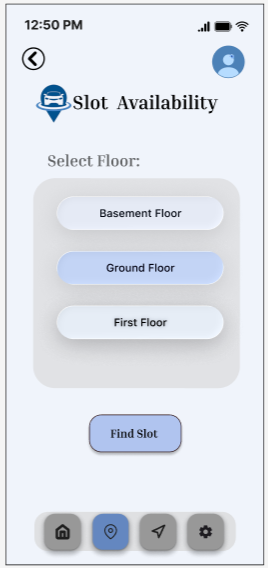 12:50 PM
Slot Availability
Select Floor:
Basement Floor
Ground Floor
First Floor
Find Slot